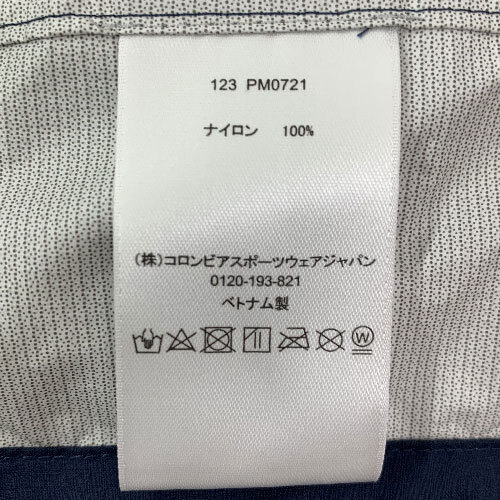 123 PM0721
ナイロン 100%
(株)コロンビアスポーツウェアジャパン
0120-193-821
ベトナム製
W